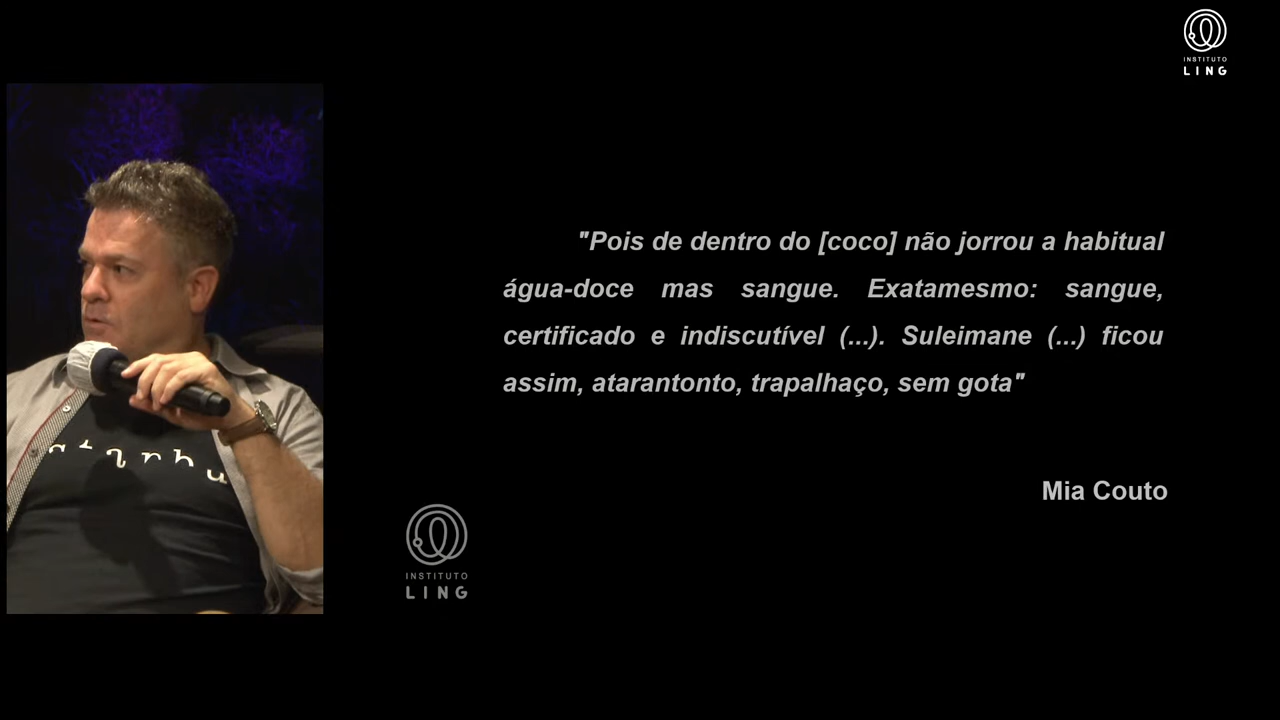 INSTITUTO
LING
"Pois de dentro do [coco] não jorrou a habitual
água-doce mas sangue. Exatamesmo: sangue,
certificado e indiscutível (...). Suleimane (...) ficou
assim, atarantonto, trapalhaço, sem gota"
Mia Couto
INSTITUTO
LING